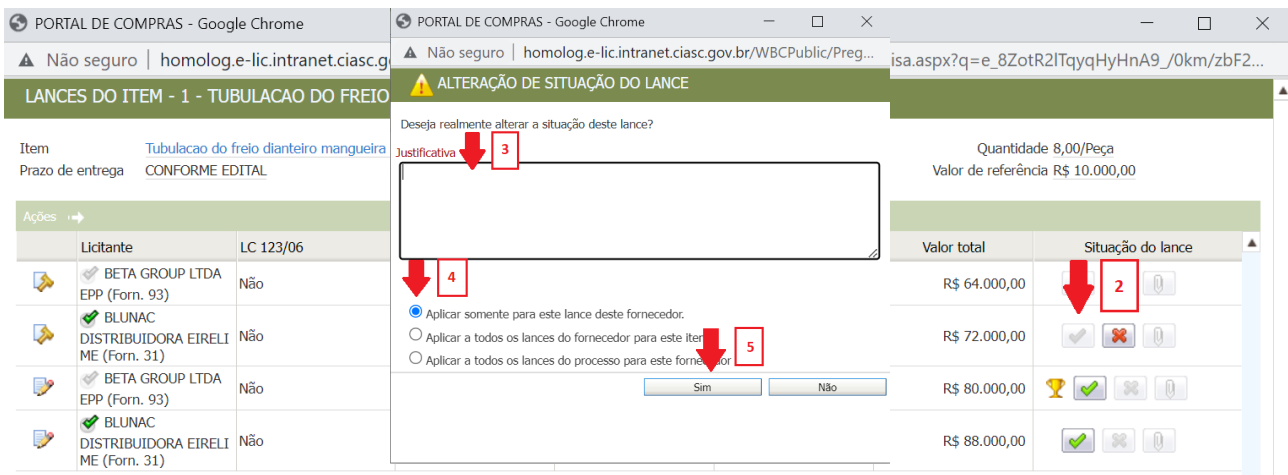 PORTAL DE COMPRAS - Google Chrome
Não seguro | homolog.e-lic.intranet.ciasc.g
isa.aspx?q=e_8ZotR2lTqyqHyHnA9_/0km/zbF2...
LANCES DO ITEM - 1 - TUBULACAO DO FREIO
Item Tubulacao do freio dianteiro mangueira
Quantidade 8,00/Peça
Prazo de entrega CONFORME EDITAL
Valor de referência R$ 10.000,00
Ações
Licitante LC 123/06 Valor total Situação do lance
BETA GROUP LTDA
EPP (Forn. 93) Não R$ 64.000,00
2
BLUNAC
DISTRIBUIDORA EIRELI Não R$ 72.000,00
ME (Forn. 31)
BETA GROUP LTDA
EPP (Forn. 93) Não R$ 80.000,00
BLUNAC
DISTRIBUIDORA EIRELI Não R$ 88.000,00
ME (Forn. 31)
PORTAL DE COMPRAS - Google Chrome
Não seguro | homolog.e-lic.intranet.ciasc.gov.br/WBCPublic/Preg...
ALTERAÇÃO DE SITUAÇÃO DO LANCE
Deseja realmente alterar a situação deste lance?
Justificativa
3
4
Aplicar somente para este lance deste fornecedor.
Aplicar a todos os lances do fornecedor para este item
Aplicar a todos os lances do processo para este fornecedor
5
Sim Não